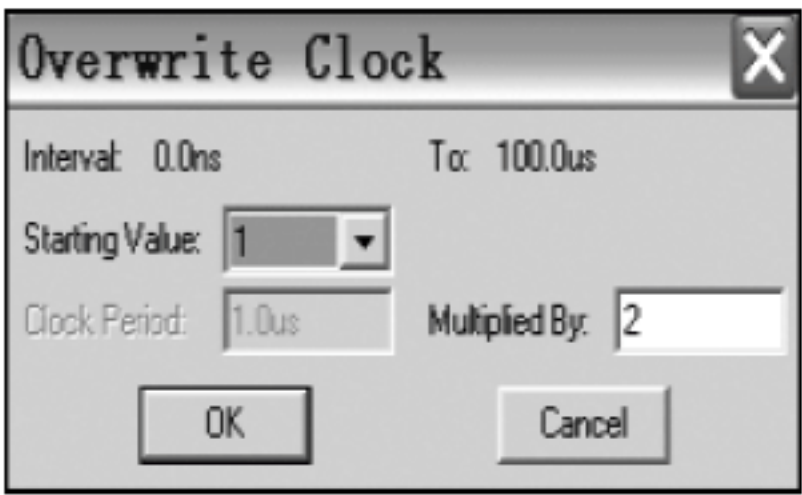 Overwrite Clock
Interval: 0.0ns To: 100.0us
Starting Value: 1
Clock Period: 1.0us Multiplied By: 2
OK Cancel